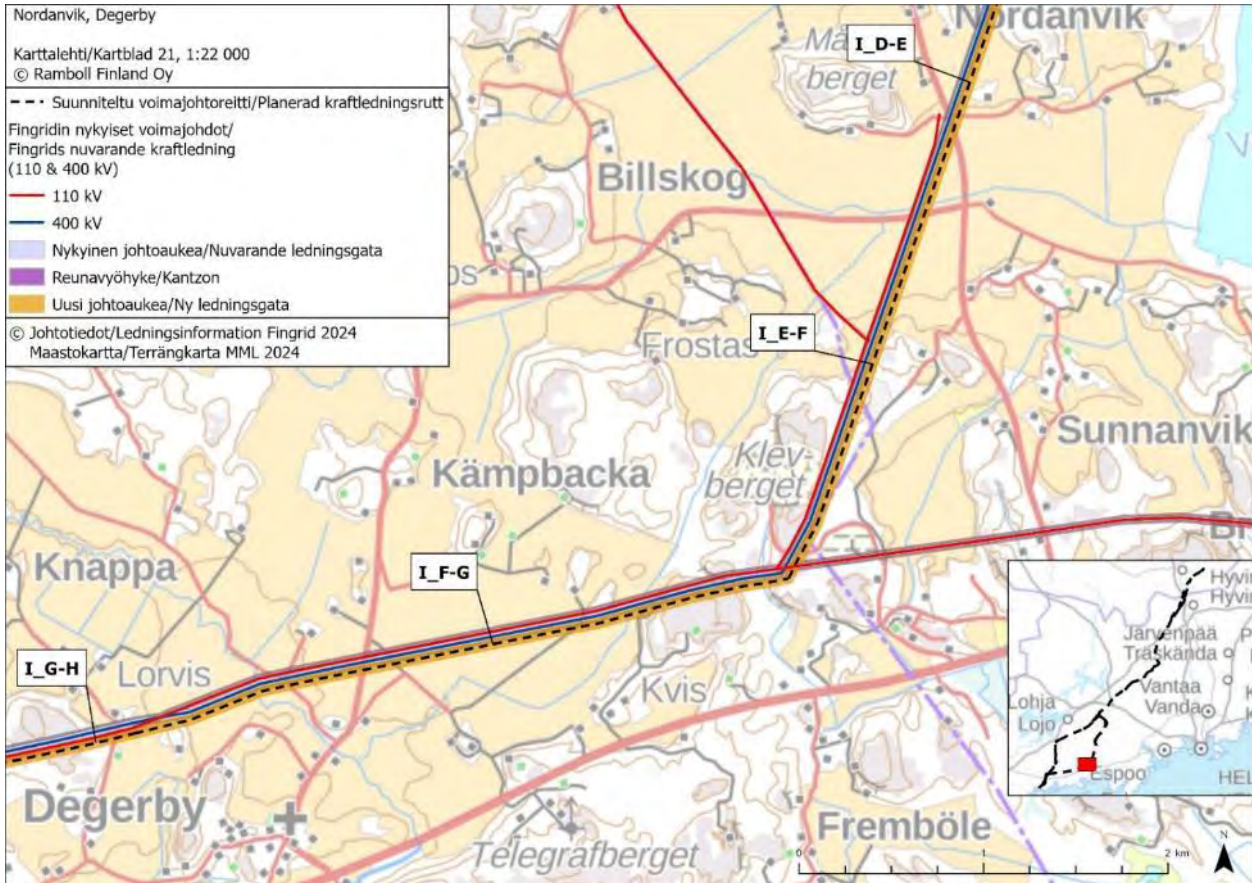 Nordanvik, Degerby
Karttalehti/Kartblad 21, 1:22 000
© Ramboll Finland Oy
Suunniteltu voimajohtoreitti/Planerad kraftledningsrutt
Fingridin nykyiset voimajohdot/
Fingrids nuvarande kraftledning
(110 & 400 kV)
110 kV
400 kV
Nykyinen johtoaukea/Nuvarande ledningsgata
Reunavyöhyke/Kantzon
Uusi johtoaukea/Ny ledningsgata
© Johtotiedot/Ledningsinformation Fingrid 2024
Maastokartta/Terrängkarta MML 2024
Nordanvik
I_D-E
berget
Billskog
I_E-F
Frostas
Sunnanvik
Klev-
berget
Kämpbacka
Knappa
I_F-G
I_G-H
Lorvis
Kvis
Degerby
Telegrafberget
Fremböle
Järvenpää
Träskända
Vantaa
Vanda
Lohja
Lojo
Espoo
HEL
0 1 2 km
N